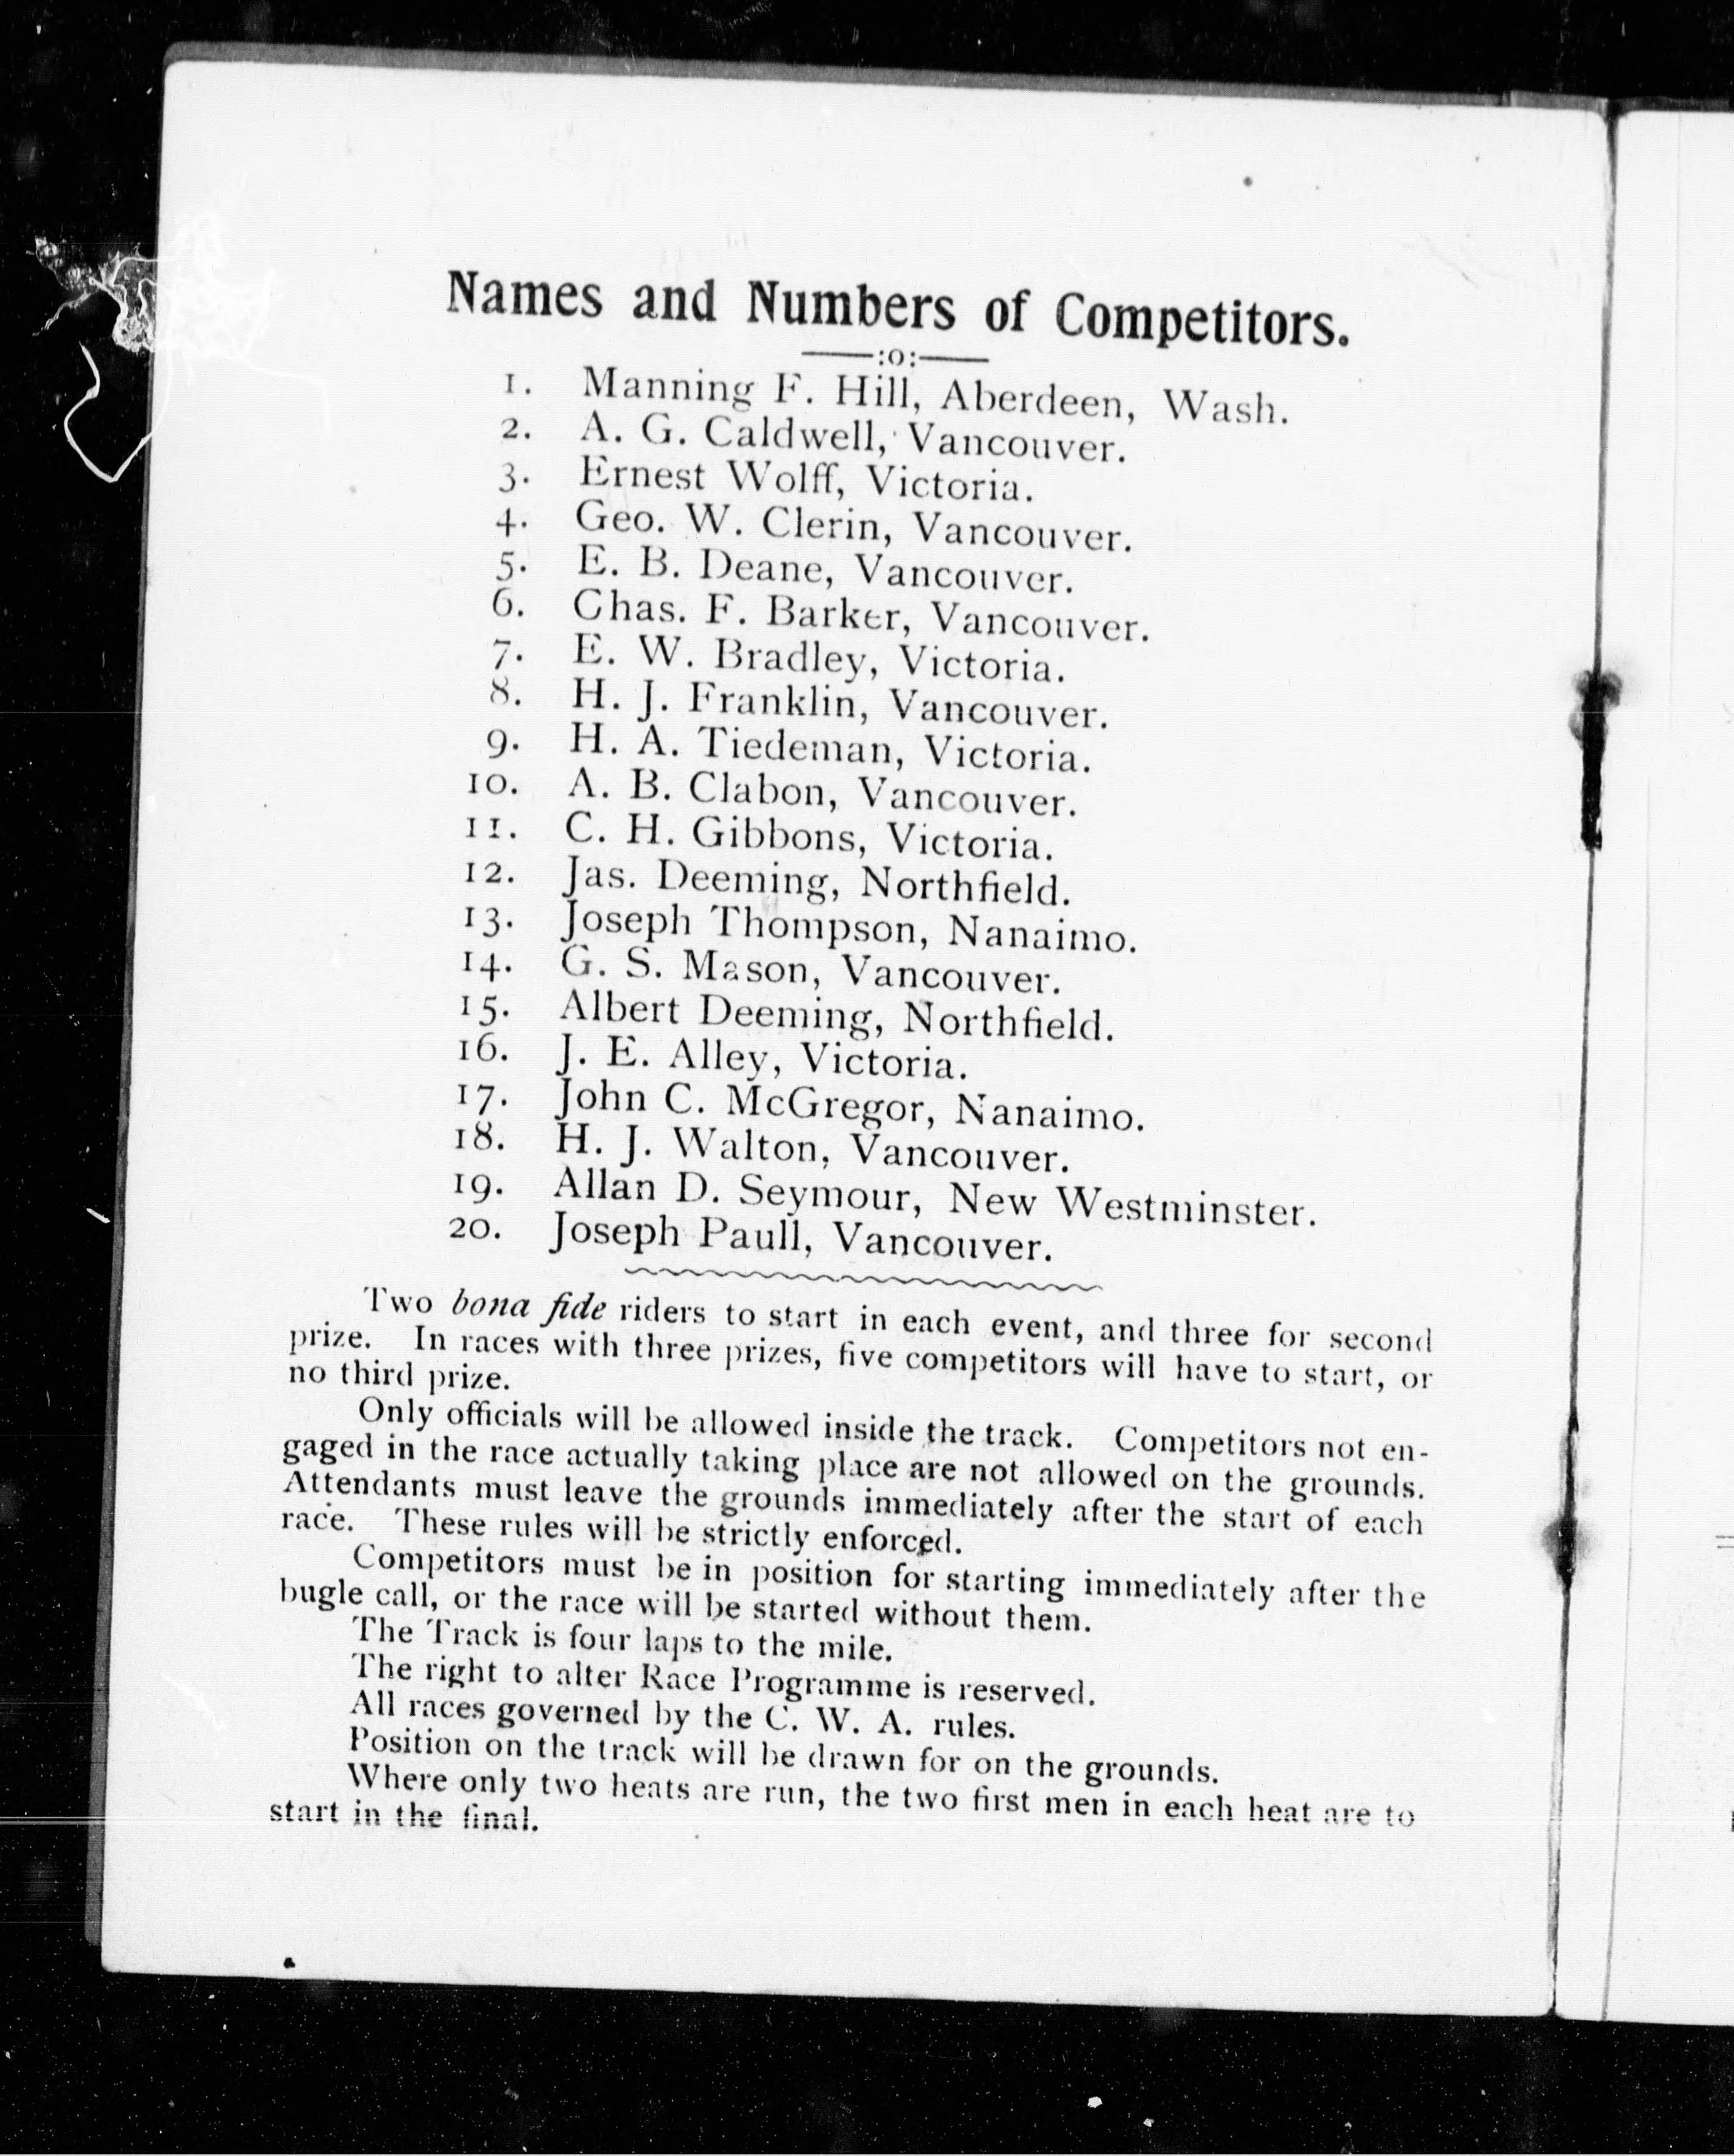 Names and Numbers of Competitors.
:o:
1. Manning F. Hill, Aberdeen, Wash.
2. A. G. Caldwell, Vancouver.
3. Ernest Wolff, Victoria.
4. Geo. W. Clerin, Vancouver.
5. E. B. Deane, Vancouver.
6. Chas. F. Barker, Vancouver.
7. E. W. Bradley, Victoria.
8. H. J. Franklin, Vancouver.
9. H. A. Tiedeman, Victoria.
10. A. B. Clabon, Vancouver.
11. C. H. Gibbons, Victoria.
12. Jas. Deeming, Northfield.
13. Joseph Thompson, Nanaimo.
14. G. S. Mason, Vancouver.
15. Albert Deeming, Northfield.
16. J. E. Alley, Victoria.
17. John C. McGregor, Nanaimo.
18. H. J. Walton, Vancouver.
19. Allan D. Seymour, New Westminster.
20. Joseph Paull, Vancouver.
Two bona fide riders to start in each event, and three for second
prize. In races with three prizes, five competitors will have to start, or
no third prize.
Only officials will be allowed inside the track. Competitors not en-
gaged in the race actually taking place are not allowed on the grounds.
Attendants must leave the grounds immediately after the start of each
race. These rules will be strictly enforced.
Competitors must be in position for starting immediately after the
bugle call, or the race will be started without them.
The Track is four laps to the mile.
The right to alter Race Programme is reserved.
All races governed by the C. W. A. rules.
Position on the track will be drawn for on the grounds.
Where only two heats are run, the two first men in each heat are to
start in the final.